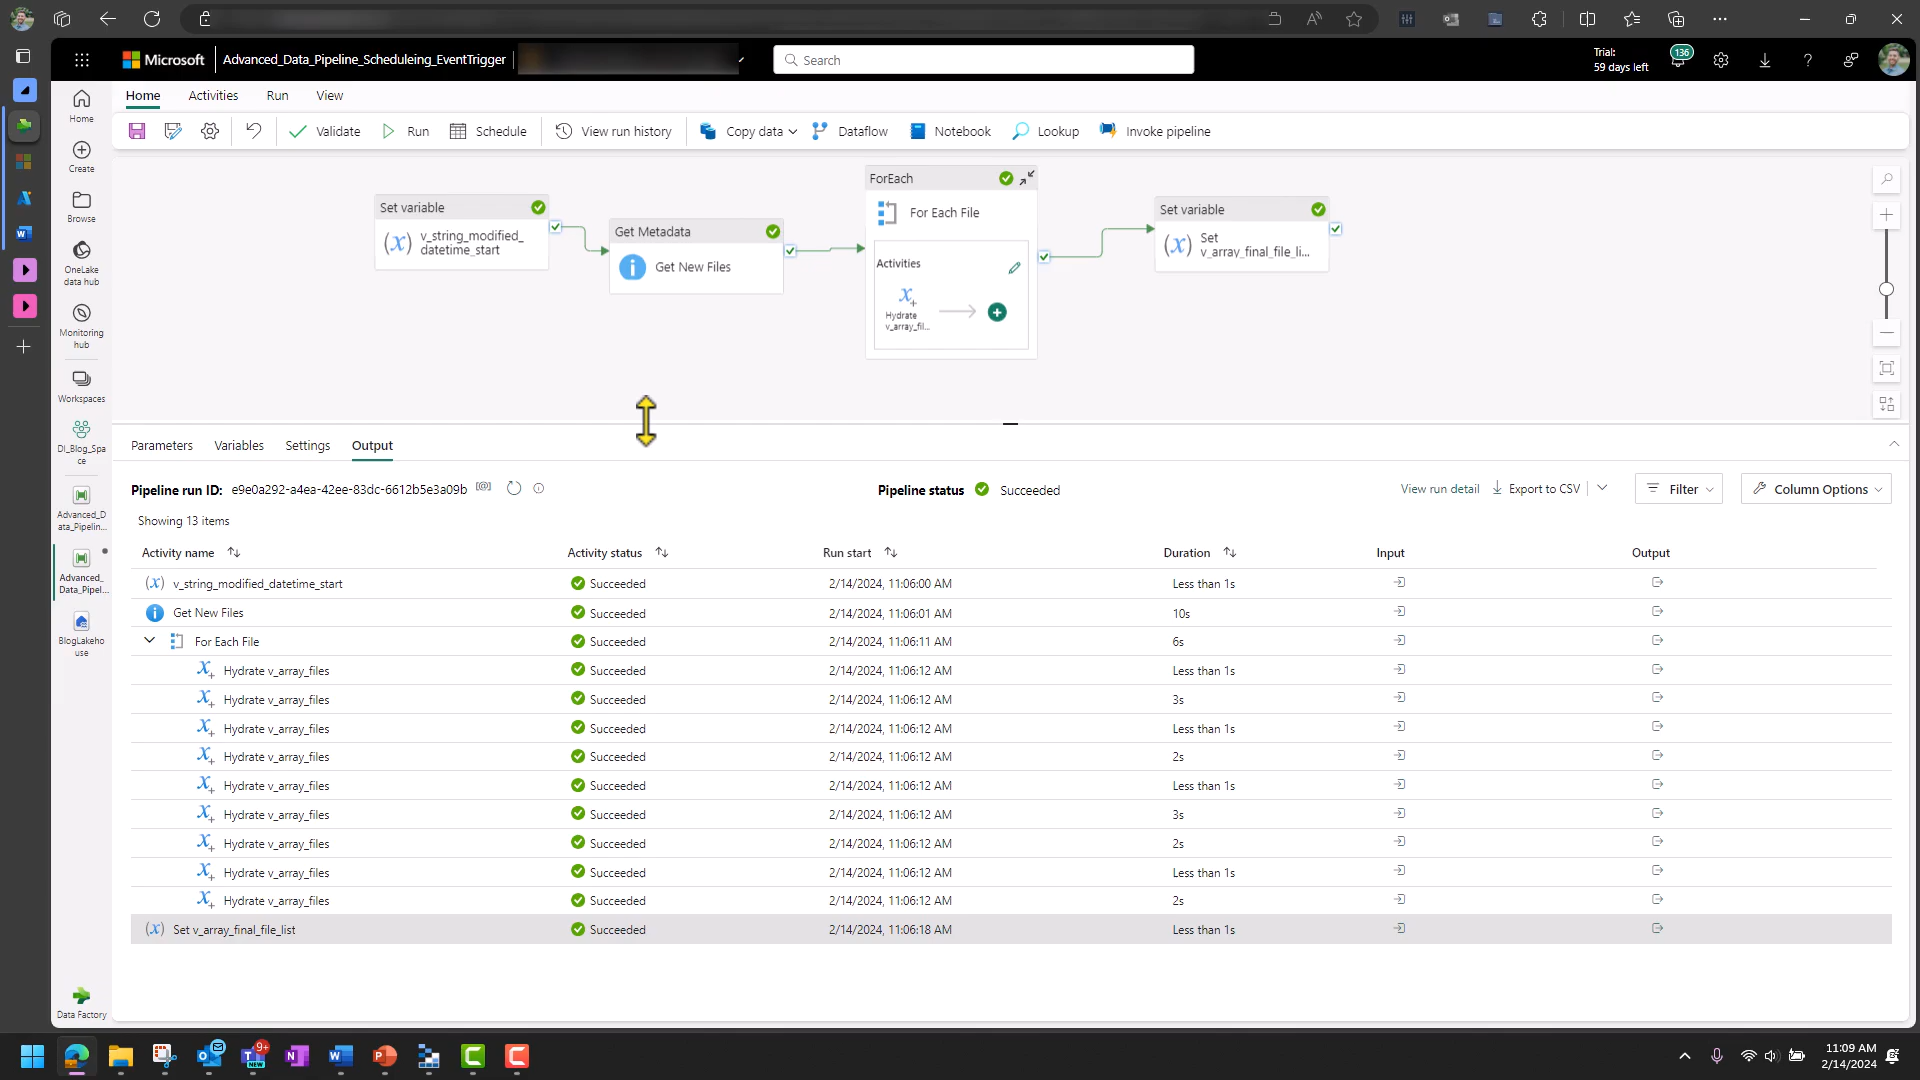 Microsoft
Advanced_Data_Pipeline_Scheduleing_EventTrigger
Search
Trial:
59 days left
136
Home
Create
Browse
OneLake
data hub
Monitoring
hub
Workspaces
DI_Blog_Spa
ce
Advanced_D
ata_Pipelin...
Advanced_
Data_Pipel...
BlogLakeho
use
Data Factory
Home Activities Run View
Validate Run Schedule View run history Copy data Dataflow Notebook Lookup Invoke pipeline
Set variable
(x) v_string_modified_
datetime_start
Get Metadata
Get New Files
ForEach
For Each File
Activities
Hydrate
v_array_fil...
Set variable
(x) Set
v_array_final_file_li...
Parameters Variables Settings Output
Pipeline run ID: e9e0a292-a4ea-42ee-83dc-6612b5e3a09b
Pipeline status Succeeded
View run detail Export to CSV Filter Column Options
Showing 13 items
Activity name Activity status Run start Duration Input Output
(x) v_string_modified_datetime_start Succeeded 2/14/2024, 11:06:00 AM Less than 1s
Get New Files Succeeded 2/14/2024, 11:06:01 AM 10s
For Each File Succeeded 2/14/2024, 11:06:11 AM 6s
Hydrate v_array_files Succeeded 2/14/2024, 11:06:12 AM Less than 1s
Hydrate v_array_files Succeeded 2/14/2024, 11:06:12 AM 3s
Hydrate v_array_files Succeeded 2/14/2024, 11:06:12 AM Less than 1s
Hydrate v_array_files Succeeded 2/14/2024, 11:06:12 AM 2s
Hydrate v_array_files Succeeded 2/14/2024, 11:06:12 AM Less than 1s
Hydrate v_array_files Succeeded 2/14/2024, 11:06:12 AM 3s
Hydrate v_array_files Succeeded 2/14/2024, 11:06:12 AM 2s
Hydrate v_array_files Succeeded 2/14/2024, 11:06:12 AM Less than 1s
Hydrate v_array_files Succeeded 2/14/2024, 11:06:12 AM 2s
(x) Set v_array_final_file_list Succeeded 2/14/2024, 11:06:18 AM Less than 1s
9+
NEW
11:09 AM
2/14/2024